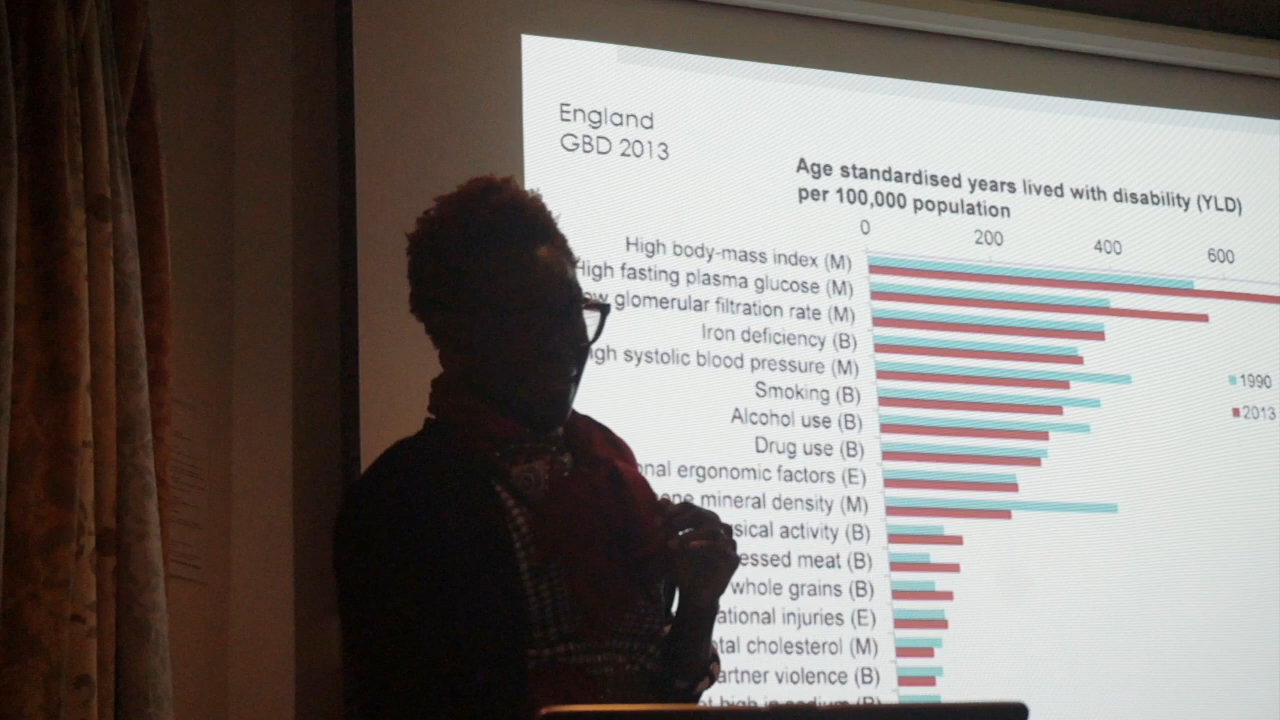 England
GBD 2013
Age standardised years lived with disability (YLD)
per 100,000 population
0 200 400 600
High body-mass index (M)
High fasting plasma glucose (M)
glomerular filtration rate (M)
Iron deficiency (B)
systolic blood pressure (M)
Smoking (B)
Alcohol use (B)
Drug use (B)
ergonomic factors (E)
mineral density (M)
activity (B)
meat (B)
whole grains (B)
injuries (E)
cholesterol (M)
violence (B)
1990
2013